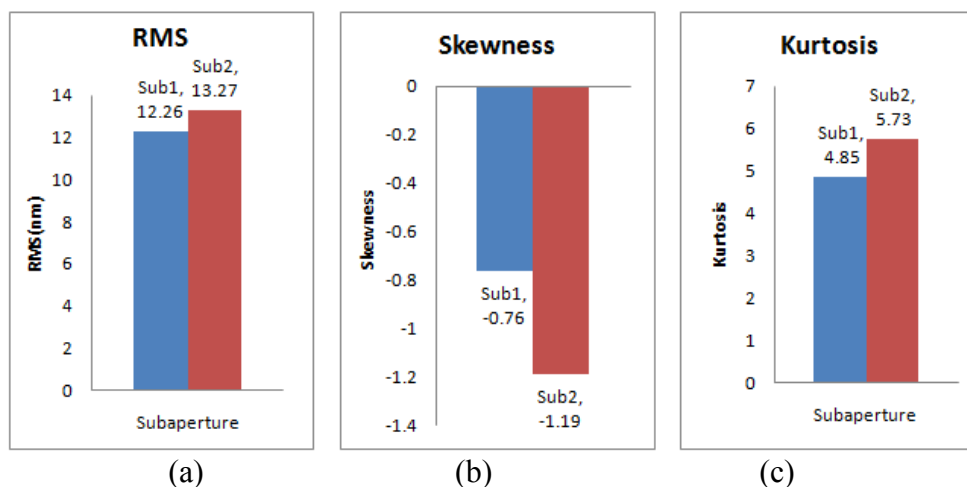 RMS
Sub1,
12.26
Sub2,
13.27
14
12
10
8
6
4
2
0
RMS(nm)
Subaperture
(a)
Skewness
0
-0.2
-0.4
-0.6
-0.8
-1
-1.2
-1.4
Skewness
Sub1,
-0.76
Sub2,
-1.19
(b)
Kurtosis
7
6
5
4
3
2
1
0
Kurtosis
Sub1,
4.85
Sub2,
5.73
Subaperture
(c)